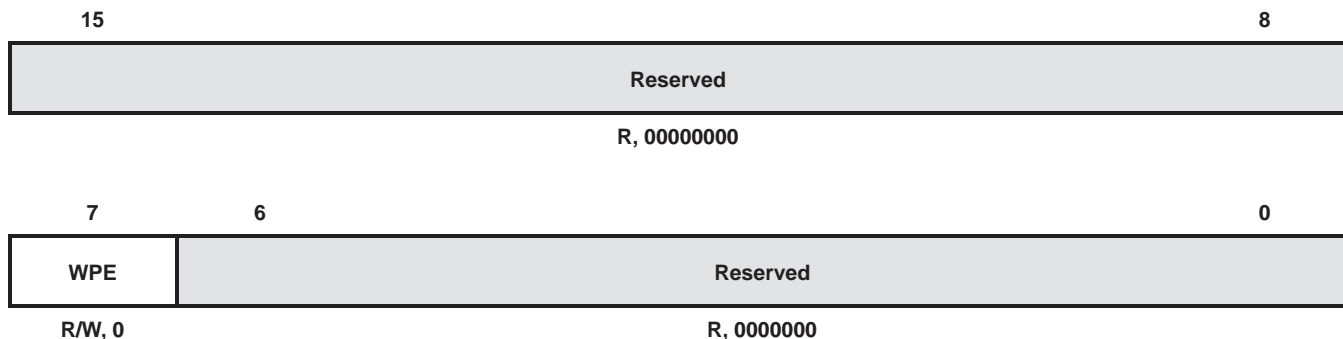 15 8
Reserved
R, 00000000
7 6 0
WPE Reserved
R/W, 0 R, 0000000